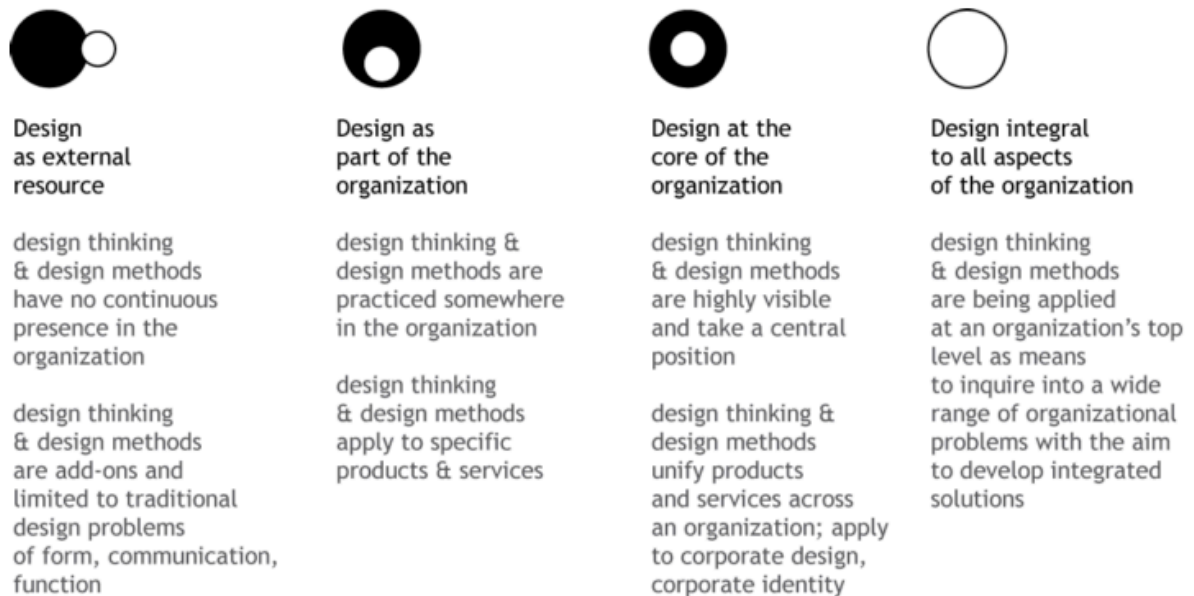 Design
as external
resource
design thinking
& design methods
have no continuous
presence in the
organization
design thinking
& design methods
are add-ons and
limited to traditional
design problems
of form, communication,
function
Design as
part of the
organization
design thinking &
design methods are
practiced somewhere
in the organization
design thinking
& design methods
apply to specific
products & services
Design at the
core of the
organization
design thinking
& design methods
are highly visible
and take a central
position
design thinking &
design methods
unify products
and services across
an organization; apply
to corporate design,
corporate identity
Design integral
to all aspects
of the organization
design thinking
& design methods
are being applied
at an organization’s top
level as means
to inquire into a wide
range of organizational
problems with the aim
to develop integrated
solutions